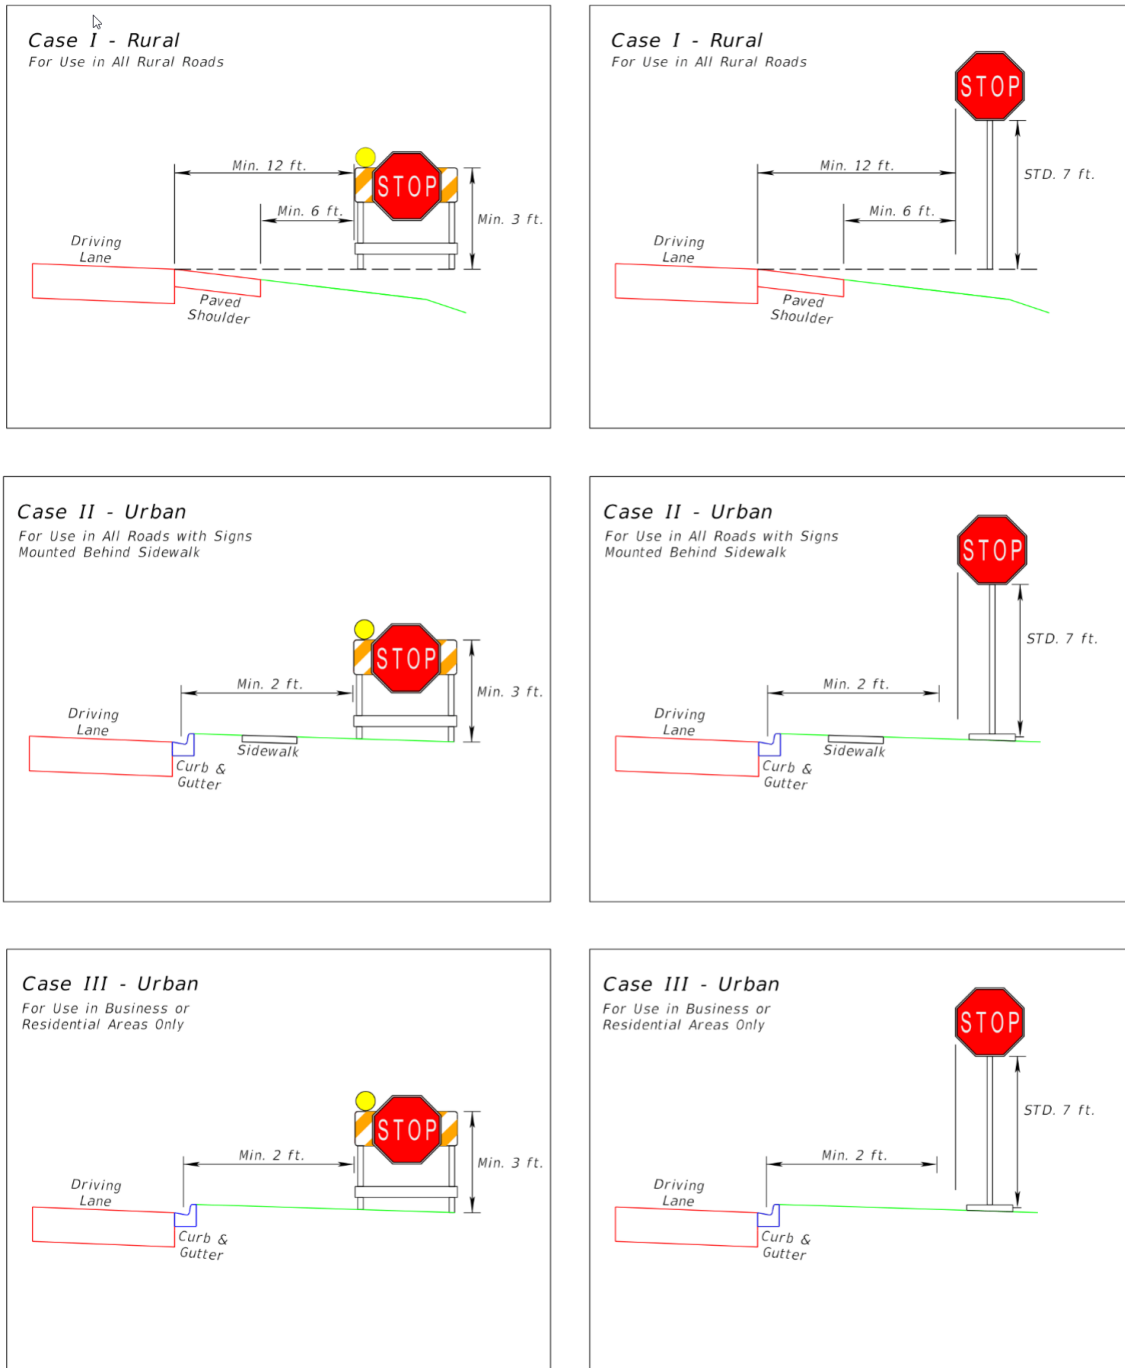 Case I - Rural
For Use in All Rural Roads
STOP
Min. 12 ft.
Min. 6 ft.
Min. 3 ft.
Driving
Lane
Paved
Shoulder
Case I - Rural
For Use in All Rural Roads
STOP
Min. 12 ft.
STD. 7 ft.
Min. 6 ft.
Driving
Lane
Paved
Shoulder
Case II - Urban
For Use in All Roads with Signs
Mounted Behind Sidewalk
STOP
Min. 2 ft.
Min. 3 ft.
Driving
Lane
Sidewalk
Curb &
Gutter
Case II - Urban
For Use in All Roads with Signs
Mounted Behind Sidewalk
STOP
STD. 7 ft.
Min. 2 ft.
Driving
Lane
Sidewalk
Curb &
Gutter
Case III - Urban
For Use in Business or
Residential Areas Only
STOP
Min. 2 ft.
Min. 3 ft.
Driving
Lane
Curb &
Gutter
Case III - Urban
For Use in Business or
Residential Areas Only
STOP
STD. 7 ft.
Min. 2 ft.
Driving
Lane
Curb &
Gutter